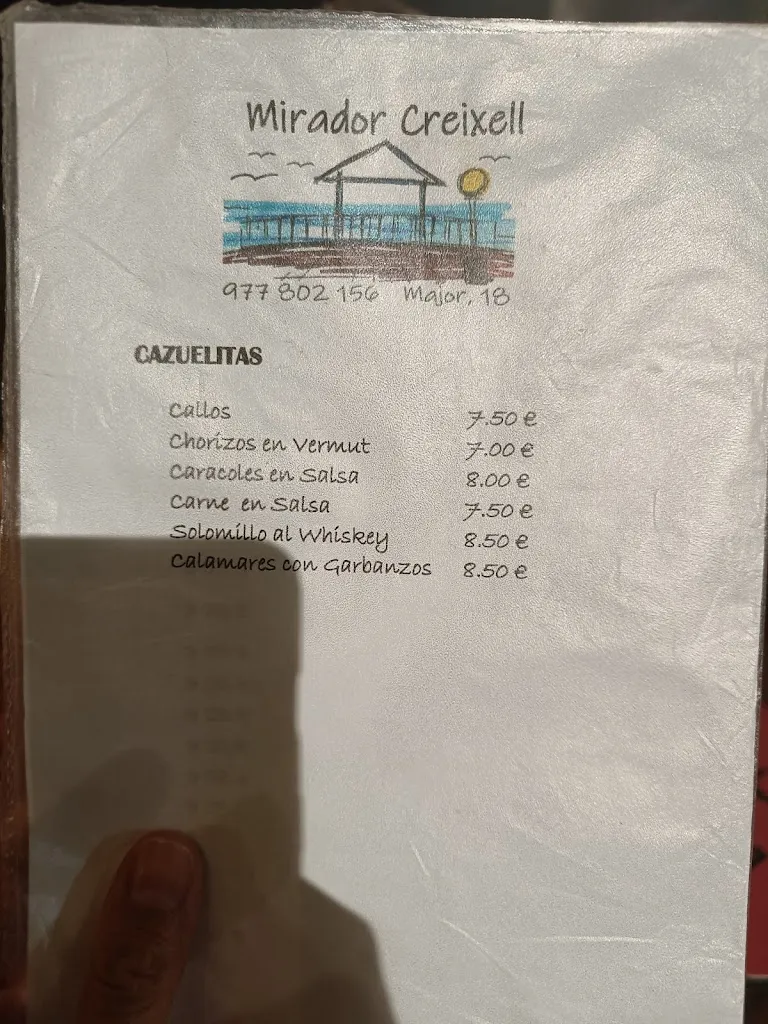 Mirador Creixell
977 802 156 Major, 18
CAZUELITAS
Callos 7.50 €
Chorizos en Vermut 7.00 €
Caracoles en Salsa 8.00 €
Carne en Salsa 7.50 €
Solomillo al Whiskey 8.50 €
Calamares con Garbanzos 8.50 €